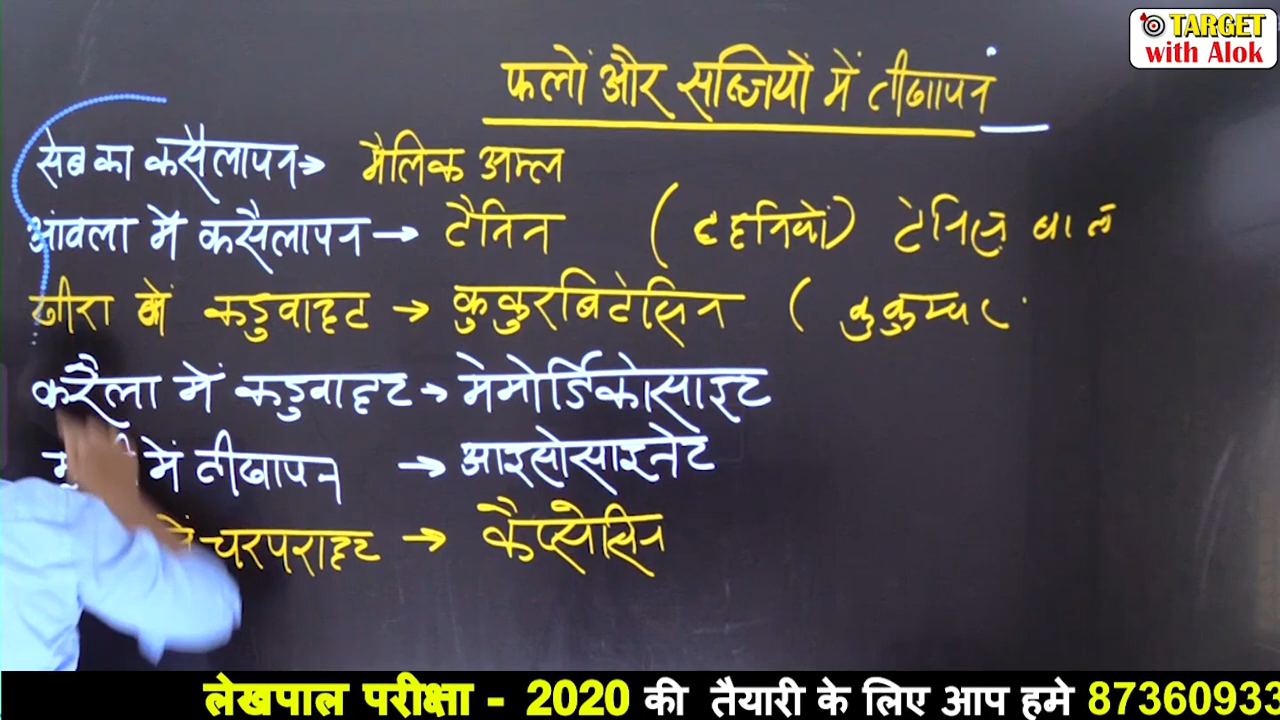 TARGET
with Alok
फलों और सब्जियों में तीखापन
सेब का कसैलापन → मैलिक अम्ल
आंवला में कसैलापन → टैनिन ( टहनियों) टेनिस वाल
खीरा में कडुवाहट → कुकुरबिटेसिन ( कुकुम्बर
करैला में कडुवाहट → मेमोर्डिकोसाइट
में तीखापन → आइसोसाइनेट
चरपराहट → कैप्सेसिन
लेखपाल परीक्षा - 2020 की तैयारी के लिए आप हमे 87360933